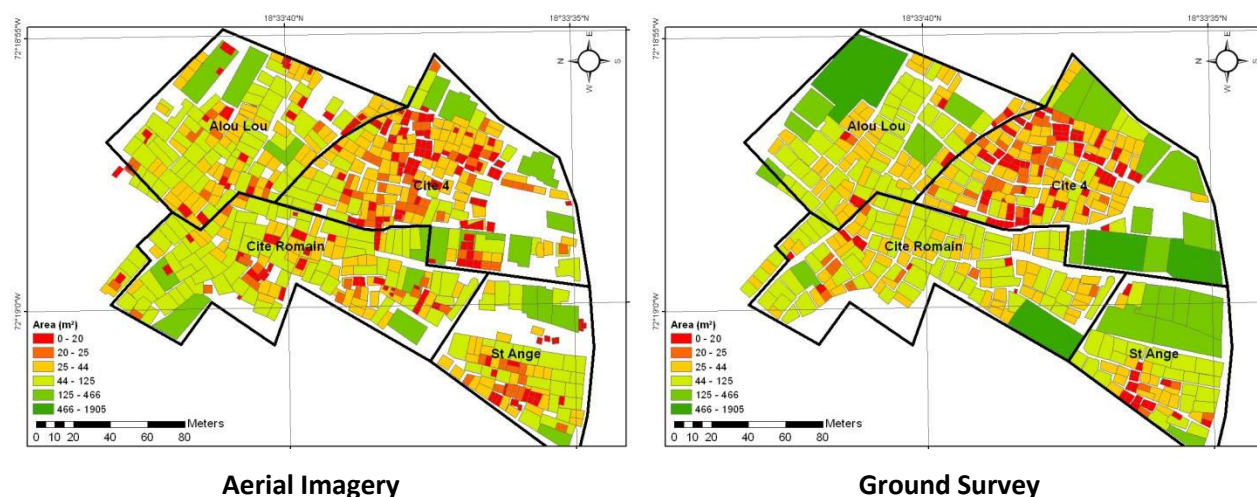 18°33'40"N
18°33'35"N
72°18'55"W
72°19'0"W
E
N
S
W
Alou Lou
Cite 4
Cite Romain
St Ange
Area (m²)
0 - 20
20 - 25
25 - 44
44 - 125
125 - 466
466 - 1905
0 10 20 40 60 80 Meters
Aerial Imagery
18°33'40"N
18°33'35"N
72°18'55"W
72°19'0"W
E
N
S
W
Alou Lou
Cite 4
Cite Romain
St Ange
Area (m²)
0 - 20
20 - 25
25 - 44
44 - 125
125 - 466
466 - 1905
0 10 20 40 60 80 Meters
Ground Survey